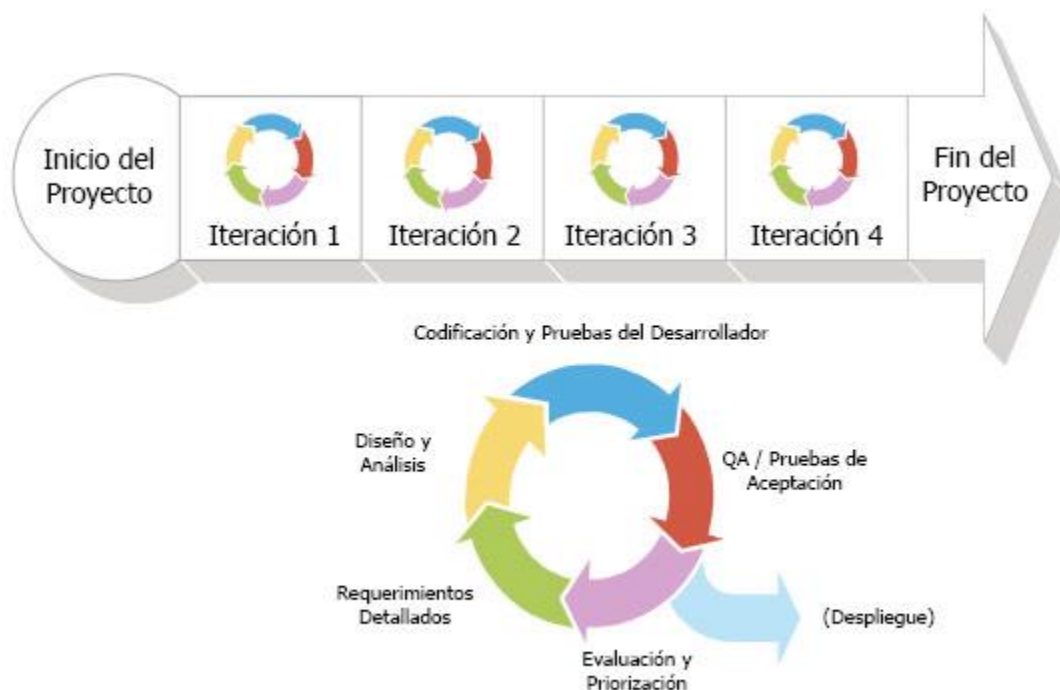 Inicio del
Proyecto
Iteración 1
Iteración 2
Iteración 3
Iteración 4
Fin del
Proyecto
Codificación y Pruebas del Desarrollador
Diseño y
Análisis
QA / Pruebas de
Aceptación
Requerimientos
Detallados
(Despliegue)
Evaluación y
Priorización